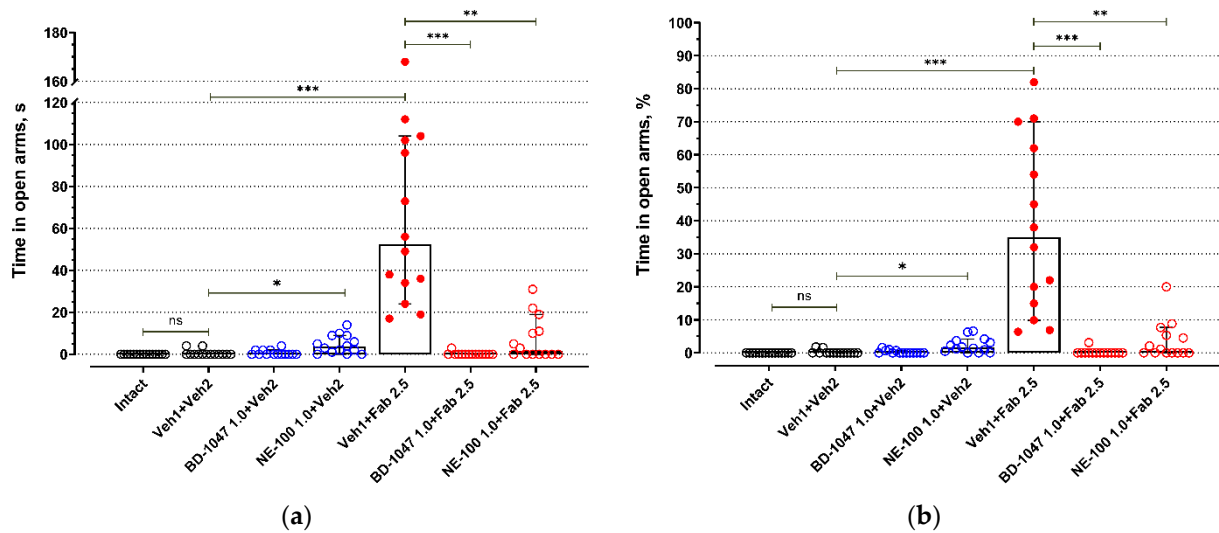 **
***
***
*
ns
Time in open arms, s
180
160
120
100
80
60
40
20
0
Intact
Veh1+Veh2
BD-1047 1.0+Veh2
NE-100 1.0+Veh2
Veh1+Fab 2.5
BD-1047 1.0+Fab 2.5
NE-100 1.0+Fab 2.5
(a)
**
***
***
*
ns
Time in open arms, %
100
90
80
70
60
50
40
30
20
10
0
Intact
Veh1+Veh2
BD-1047 1.0+Veh2
NE-100 1.0+Veh2
Veh1+Fab 2.5
BD-1047 1.0+Fab 2.5
NE-100 1.0+Fab 2.5
(b)